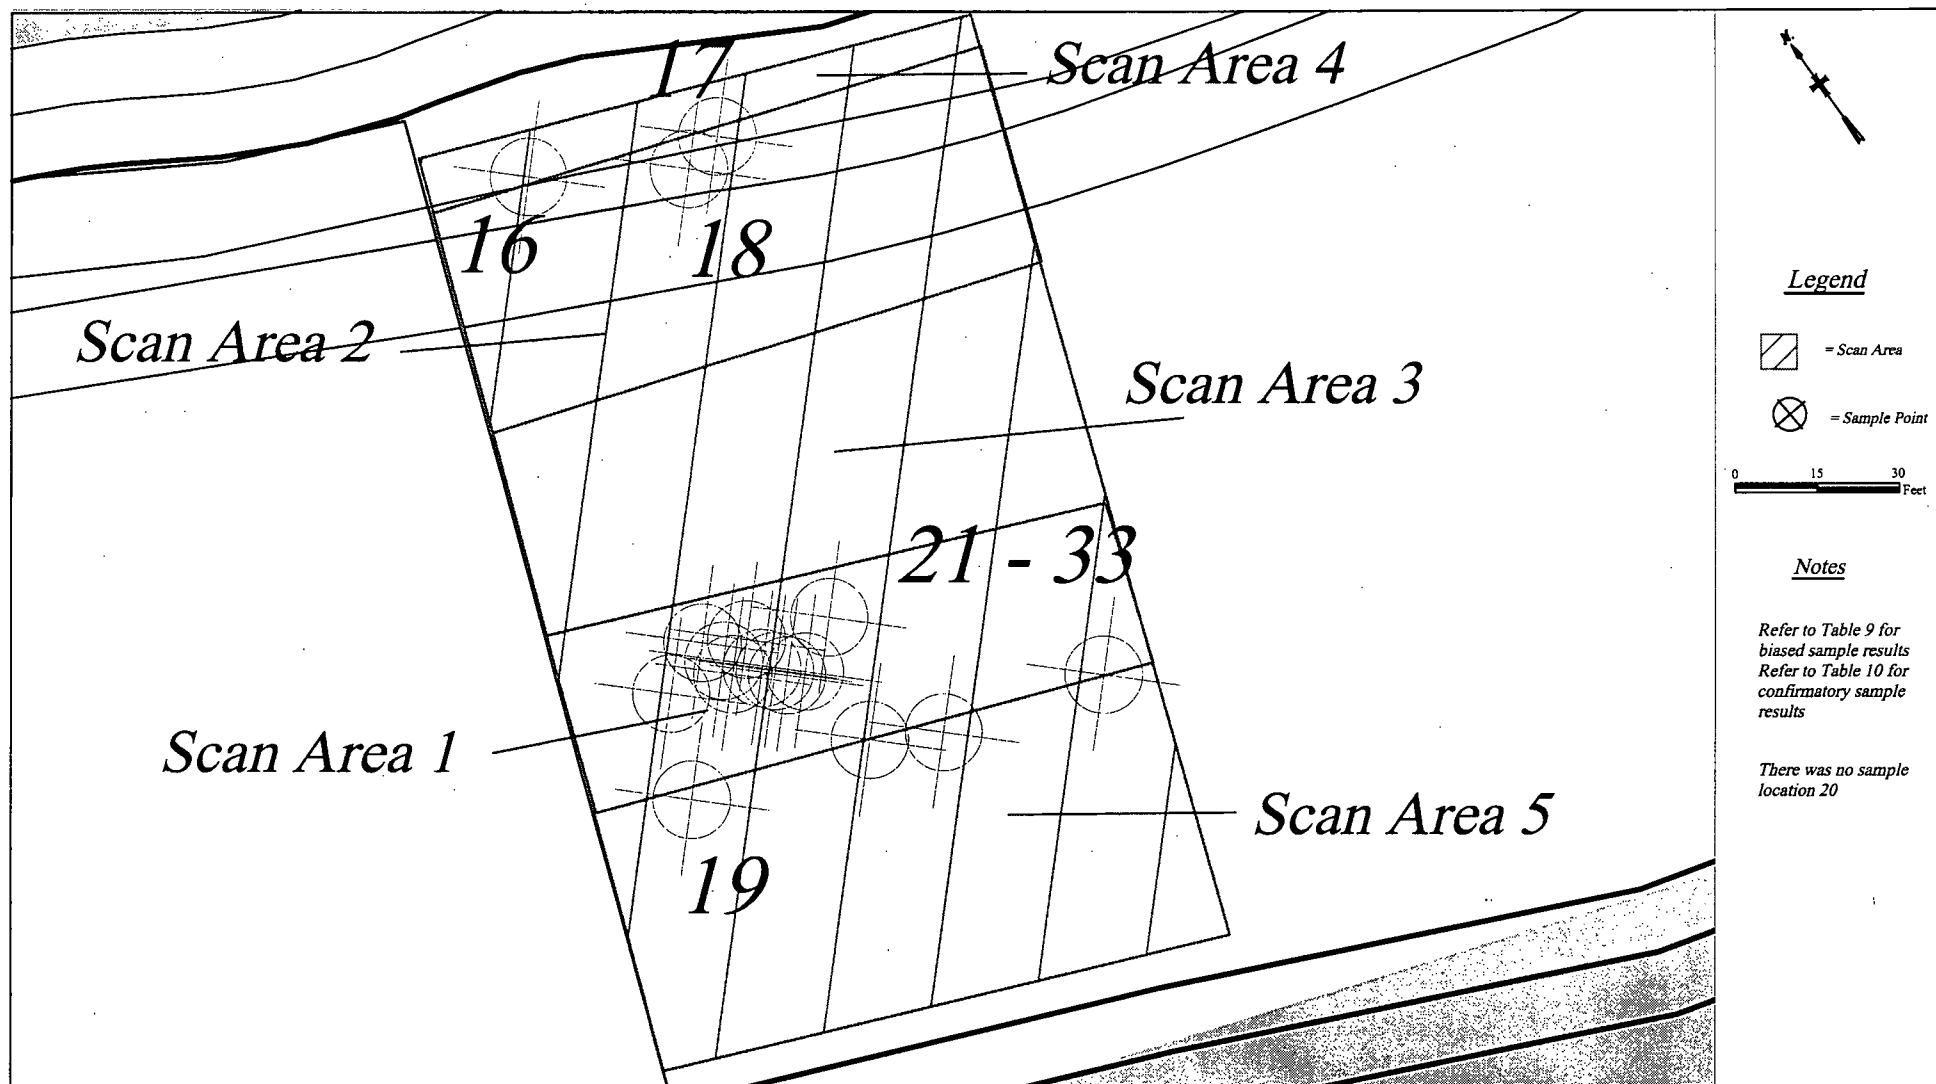 17
Scan Area 4
16
18
Scan Area 2
Scan Area 3
21 - 33
Scan Area 1
Scan Area 5
19
N.
Legend
= Scan Area
= Sample Point
0 15 30
Feet
Notes
Refer to Table 9 for
biased sample results
Refer to Table 10 for
confirmatory sample
results
There was no sample
location 20